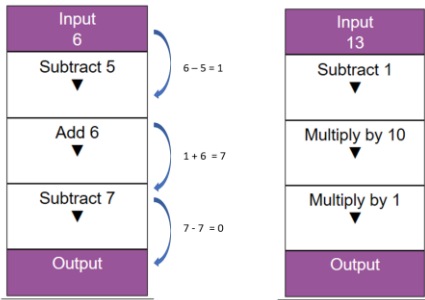 Input
6
Subtract 5
▼
6 – 5 = 1
Add 6
▼
1 + 6 = 7
Subtract 7
▼
7 - 7 = 0
Output
Input
13
Subtract 1
▼
Multiply by 10
▼
Multiply by 1
▼
Output